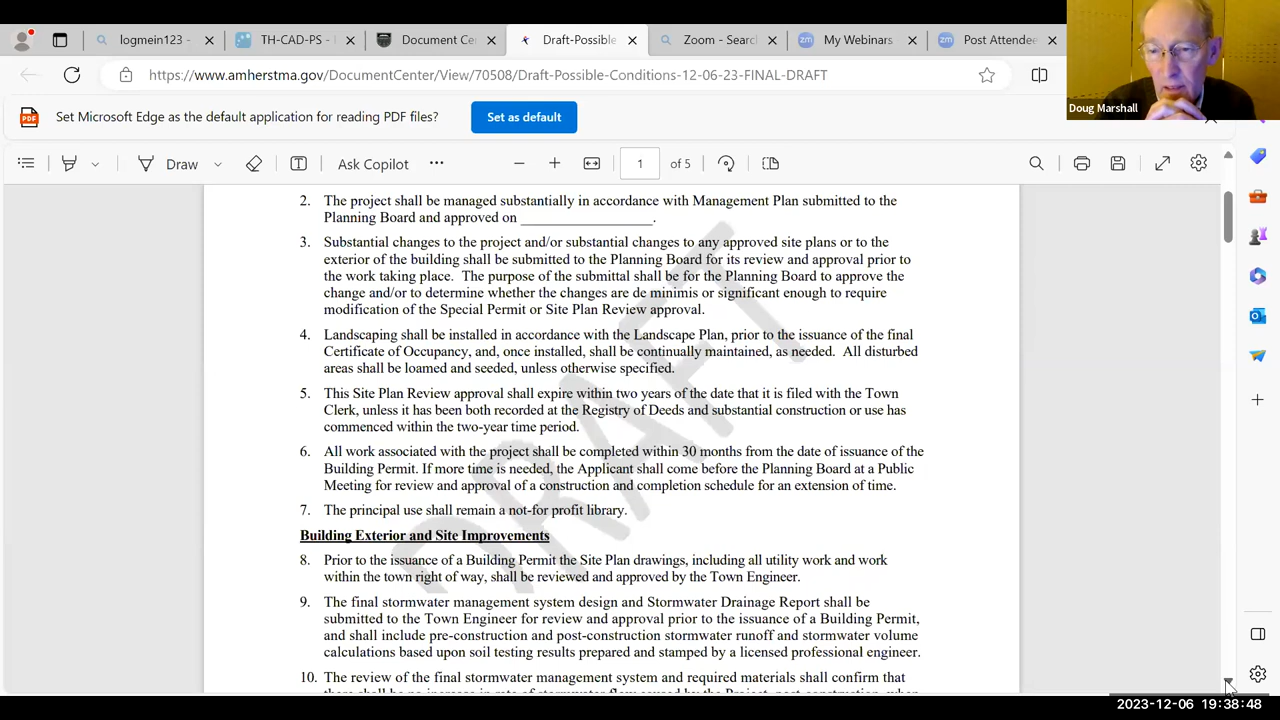 logmein123 -
TH-CAD-PS -
Document Ce
Draft-Possible
Zoom - Searc
My Webinars
Post Attende
https://www.amherstma.gov/DocumentCenter/View/70508/Draft-Possible-Conditions-12-06-23-FINAL-DRAFT
Doug Marshall
Set Microsoft Edge as the default application for reading PDF files?
Set as default
Draw
Ask Copilot
1 of 5
2. The project shall be managed substantially in accordance with Management Plan submitted to the
Planning Board and approved on __________________.
3. Substantial changes to the project and/or substantial changes to any approved site plans or to the
exterior of the building shall be submitted to the Planning Board for its review and approval prior to
the work taking place. The purpose of the submittal shall be for the Planning Board to approve the
change and/or to determine whether the changes are de minimis or significant enough to require
modification of the Special Permit or Site Plan Review approval.
4. Landscaping shall be installed in accordance with the Landscape Plan, prior to the issuance of the final
Certificate of Occupancy, and, once installed, shall be continually maintained, as needed. All disturbed
areas shall be loamed and seeded, unless otherwise specified.
5. This Site Plan Review approval shall expire within two years of the date that it is filed with the Town
Clerk, unless it has been both recorded at the Registry of Deeds and substantial construction or use has
commenced within the two-year time period.
6. All work associated with the project shall be completed within 30 months from the date of issuance of the
Building Permit. If more time is needed, the Applicant shall come before the Planning Board at a Public
Meeting for review and approval of a construction and completion schedule for an extension of time.
7. The principal use shall remain a not-for profit library.
Building Exterior and Site Improvements
8. Prior to the issuance of a Building Permit the Site Plan drawings, including all utility work and work
within the town right of way, shall be reviewed and approved by the Town Engineer.
9. The final stormwater management system design and Stormwater Drainage Report shall be
submitted to the Town Engineer for review and approval prior to the issuance of a Building Permit,
and shall include pre-construction and post-construction stormwater runoff and stormwater volume
calculations based upon soil testing results prepared and stamped by a licensed professional engineer.
10. The review of the final stormwater management system and required materials shall confirm that
there shall be no increase in rate of stormwater flow caused by the Project, post-construction, when
DRAFT
2023-12-06 19:38:48